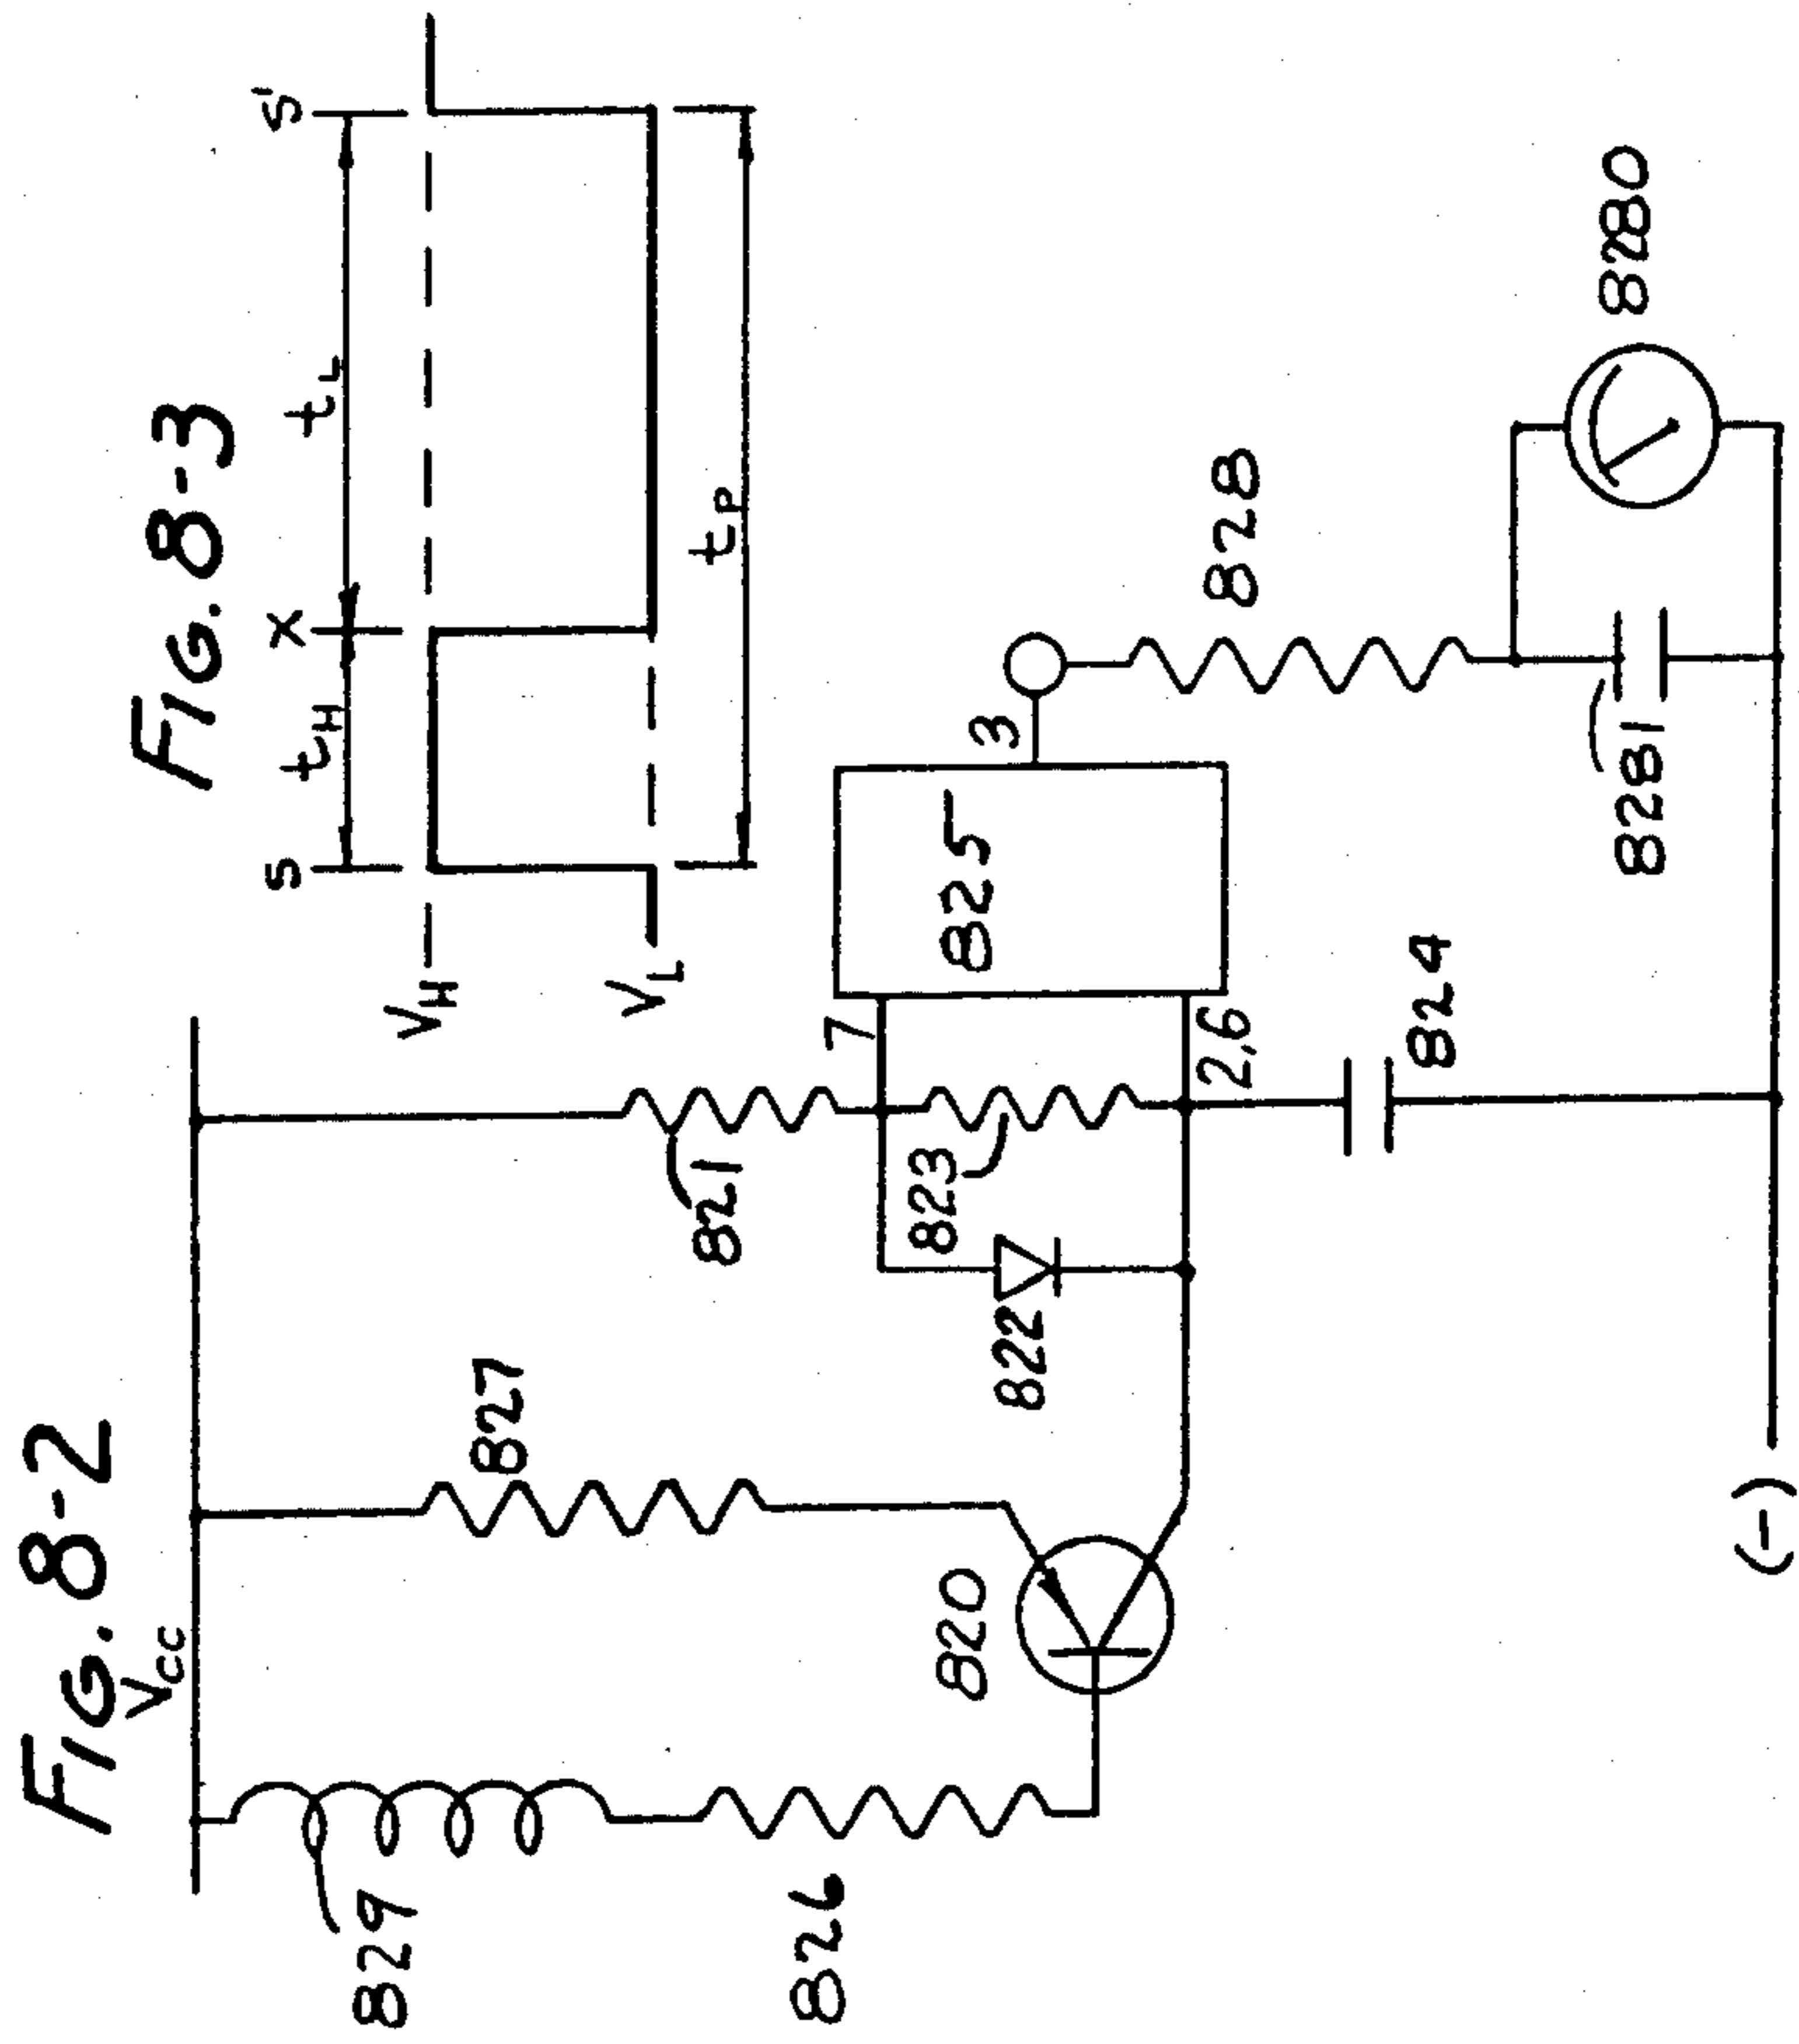 FIG. 8-2
VCC
829
826
827
820
821
822
823
7
2,6
825
824
3
828
8281
8280
(-)
FIG. 8-3
S
X
S'
tH
tL
VH
VL
tP